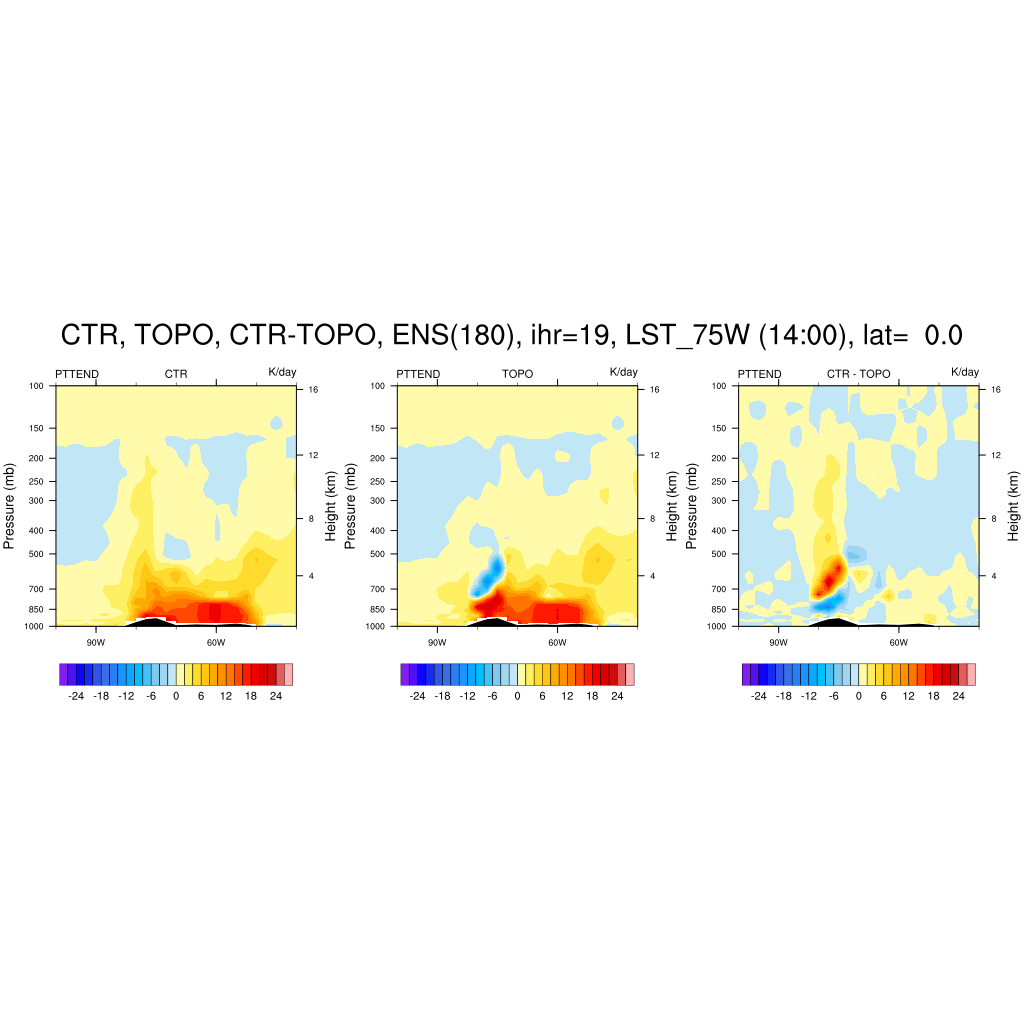 CTR, TOPO, CTR-TOPO, ENS(180), ihr=19, LST_75W (14:00), lat= 0.0
PTTEND CTR K/day
100
150
200
250
300
400
500
700
850
1000
Pressure (mb)
16
12
8
4
Height (km)
90W 60W
-24 -18 -12 -6 0 6 12 18 24
PTTEND TOPO K/day
100
150
200
250
300
400
500
700
850
1000
Pressure (mb)
16
12
8
4
Height (km)
90W 60W
-24 -18 -12 -6 0 6 12 18 24
PTTEND CTR - TOPO K/day
100
150
200
250
300
400
500
700
850
1000
Pressure (mb)
16
12
8
4
Height (km)
90W 60W
-24 -18 -12 -6 0 6 12 18 24